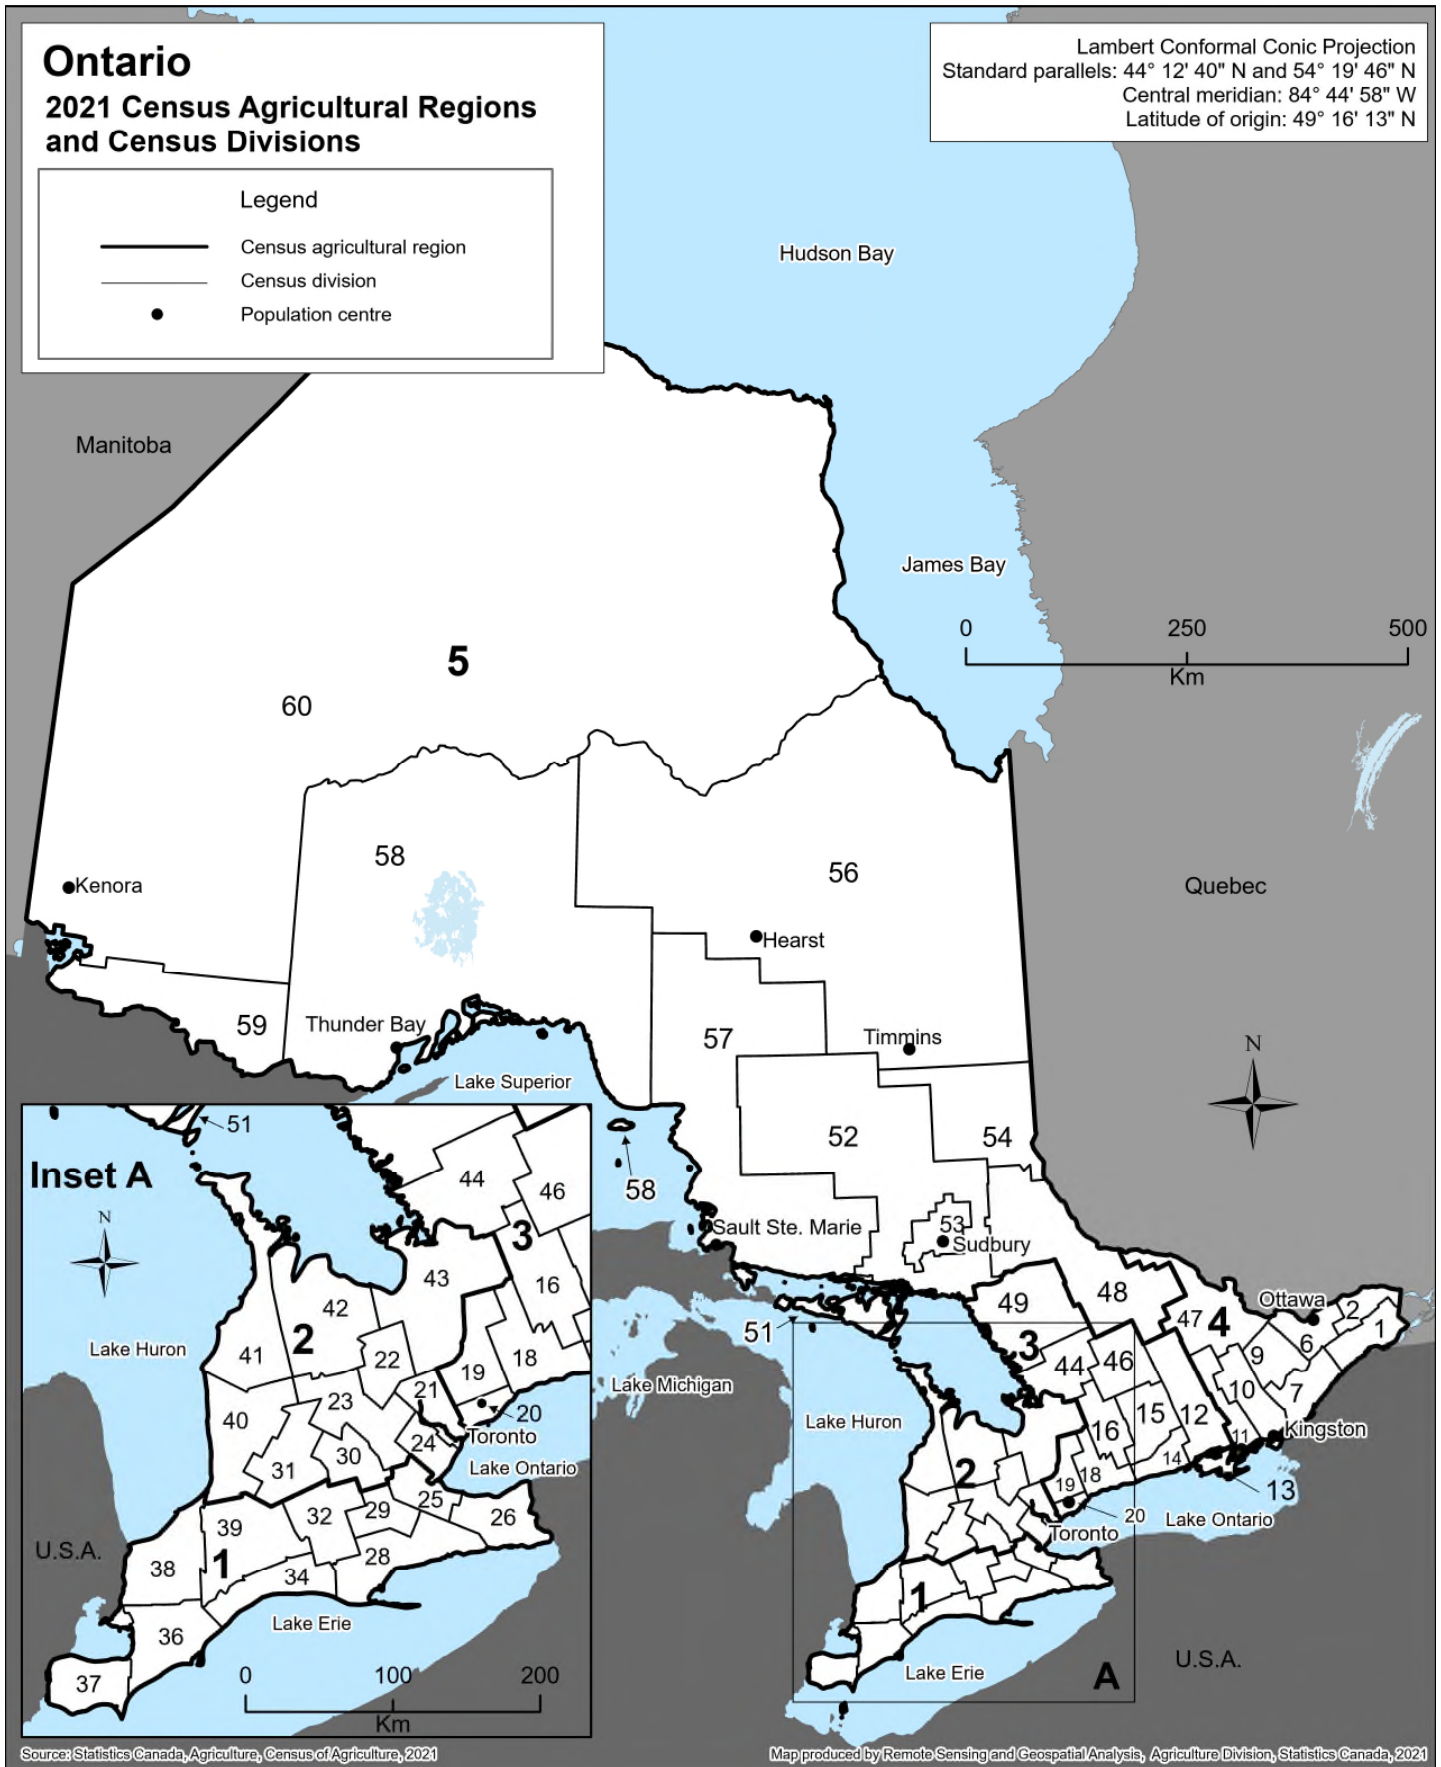 Ontario
2021 Census Agricultural Regions
and Census Divisions
Legend
Census agricultural region
Census division
Population centre
Lambert Conformal Conic Projection
Standard parallels: 44° 12' 40" N and 54° 19' 46" N
Central meridian: 84° 44' 58" W
Latitude of origin: 49° 16' 13" N
Hudson Bay
Manitoba
James Bay
0 250 500
Km
5
60
58
56
Kenora
Quebec
Hearst
59
Thunder Bay
57
Timmins
N
Lake Superior
52
54
58
53
Sault Ste. Marie
Sudbury
51
49
48
47
4
Ottawa
2
1
3
44
46
9
6
Lake Michigan
10
7
Lake Huron
16
15
12
11
Kingston
2
19
18
14
13
20
Lake Ontario
Toronto
1
Lake Erie
A
U.S.A.
Inset A
N
51
44
46
3
43
16
42
2
Lake Huron
41
22
19
18
21
23
40
20
Toronto
24
30
31
Lake Ontario
25
29
32
26
39
U.S.A.
38
1
28
34
Lake Erie
36
37
0 100 200
Km
Source: Statistics Canada, Agriculture, Census of Agriculture, 2021
Map produced by Remote Sensing and Geospatial Analysis, Agriculture Division, Statistics Canada, 2021